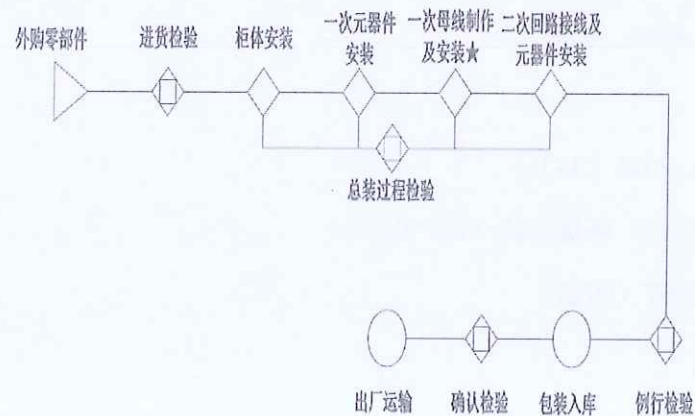 外购零部件
进货检验
柜体安装
一次元器件
安装
一次母线制作
及安装★
二次回路接线及
元器件安装
总装过程检验
出厂运输
确认检验
包装入库
例行检验